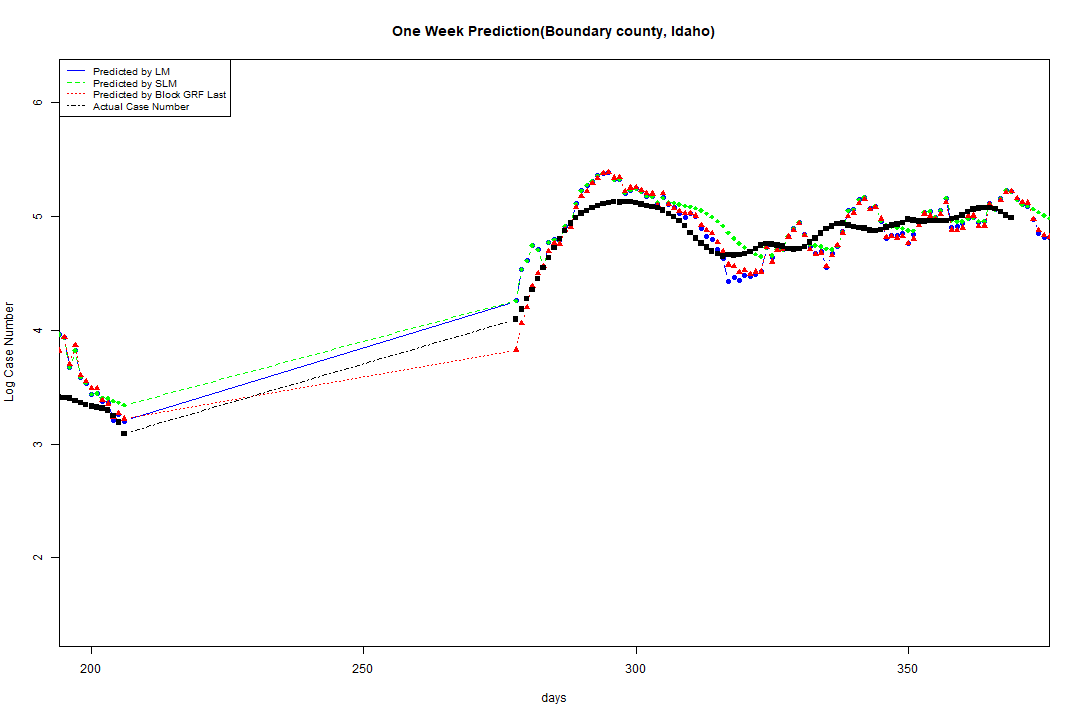 One Week Prediction(Boundary county, Idaho)
Predicted by LM
Predicted by SLM
Predicted by Block GRF Last
Actual Case Number
6
5
4
3
2
Log Case Number
200
250
300
350
days